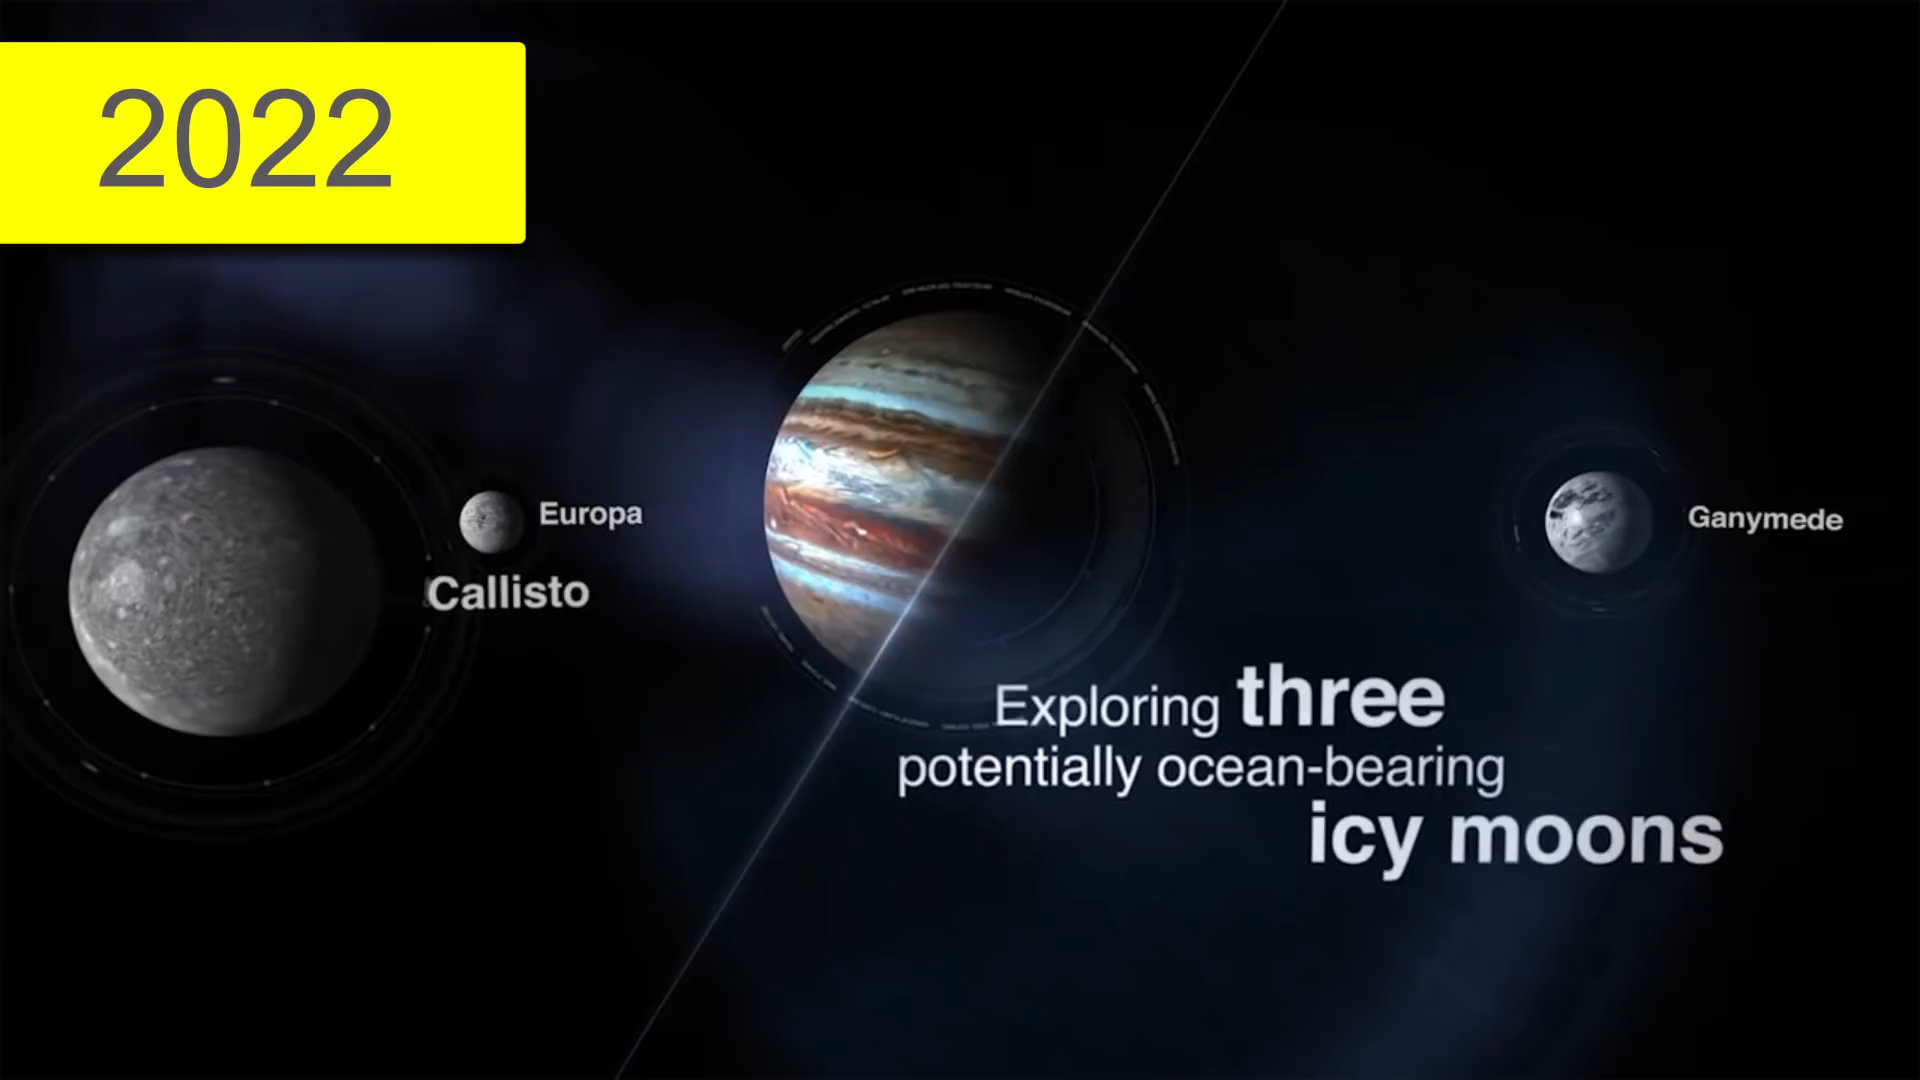 2022
Europa
Callisto
Ganymede
Exploring three
potentially ocean-bearing
icy moons